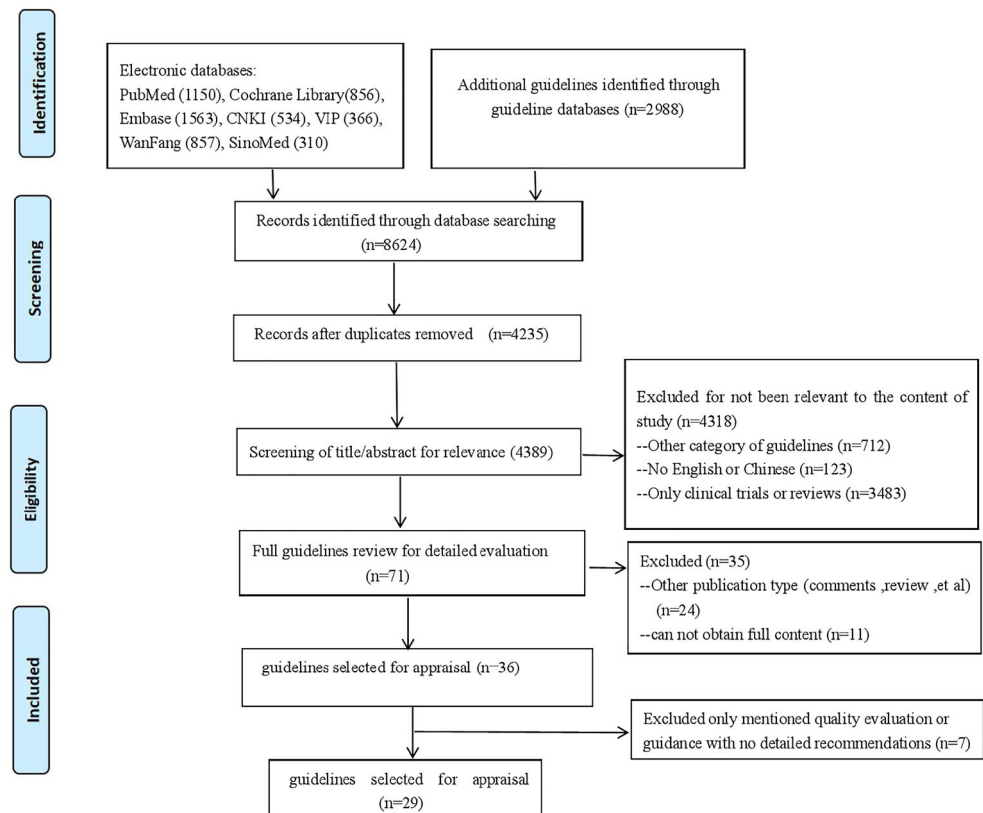 Identification
Electronic databases:
PubMed (1150), Cochrane Library(856),
Embase (1563), CNKI (534), VIP (366),
WanFang (857), SinoMed (310)
Additional guidelines identified through
guideline databases (n=2988)
Screening
Records identified through database searching
(n=8624)
Records after duplicates removed (n=4235)
Eligibility
Screening of title/abstract for relevance (4389)
Excluded for not been relevant to the content of
study (n=4318)
--Other category of guidelines (n=712)
--No English or Chinese (n=123)
--Only clinical trials or reviews (n=3483)
Full guidelines review for detailed evaluation
(n=71)
Excluded (n=35)
--Other publication type (comments ,review ,et al)
(n=24)
--can not obtain full content (n=11)
Included
guidelines selected for appraisal (n=36)
Excluded only mentioned quality evaluation or
guidance with no detailed recommendations (n=7)
guidelines selected for appraisal
(n=29)